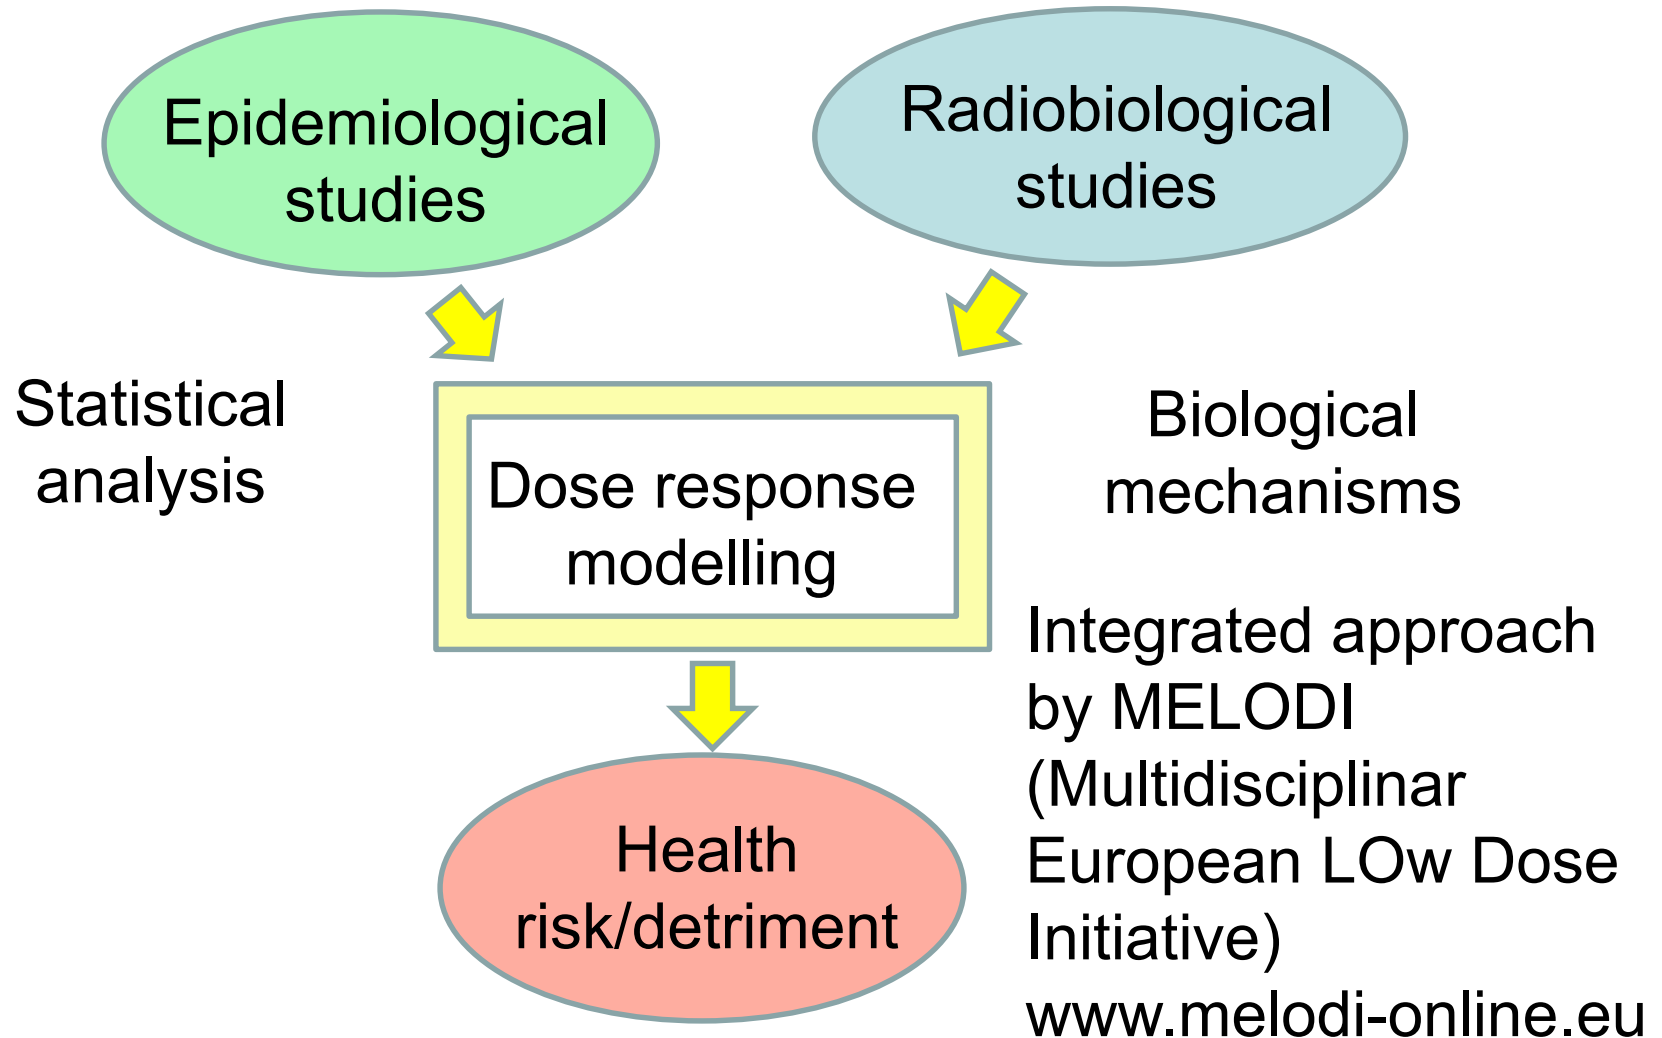 Epidemiological
studies
Radiobiological
studies
Statistical
analysis
Dose response
modelling
Biological
mechanisms
Integrated approach
by MELODI
(Multidisciplinar
European LOw Dose
Initiative)
www.melodi-online.eu
Health
risk/detriment